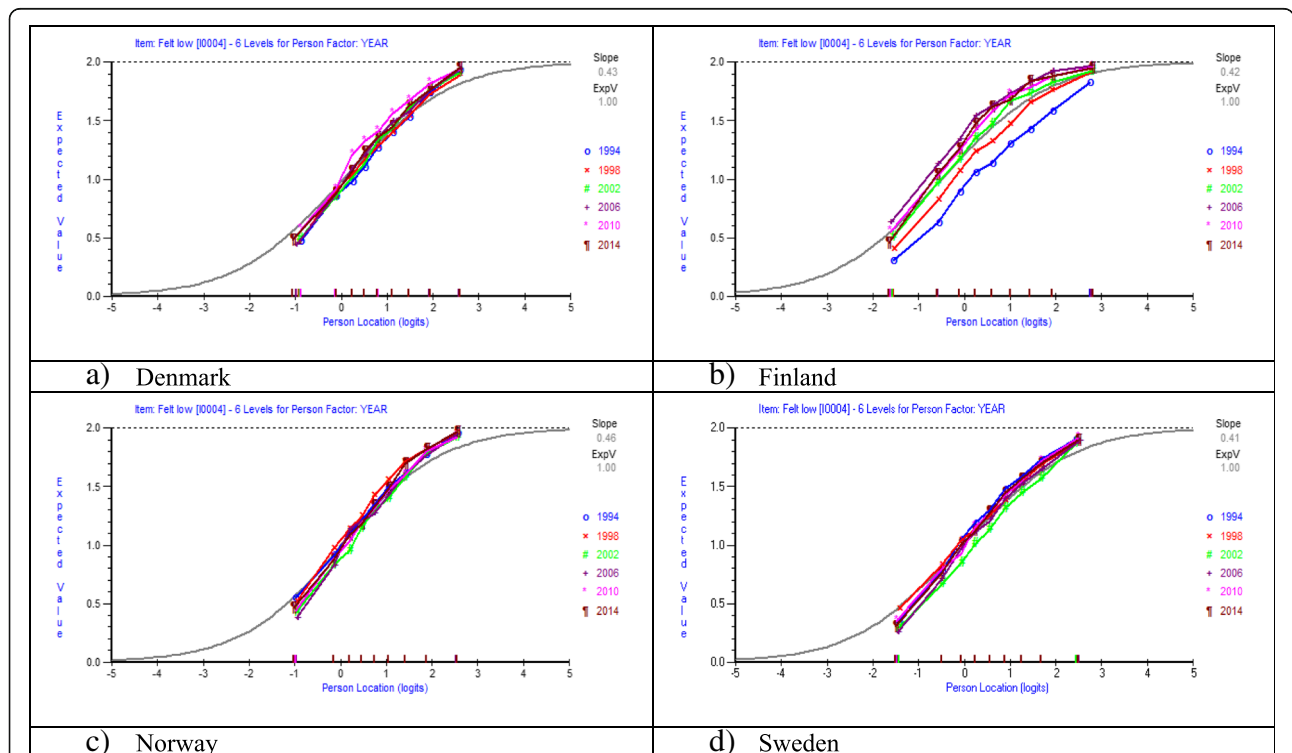 Item: Felt low [I0004] - 6 Levels for Person Factor: YEAR
Slope
0.43
ExpV
1.00
Expected Value
2.0
1.5
1.0
0.5
0.0
o 1994
× 1998
# 2002
+ 2006
* 2010
¶ 2014
-5 -4 -3 -2 -1 0 1 2 3 4 5
Person Location (logits)
a) Denmark
Item: Felt low [I0004] - 6 Levels for Person Factor: YEAR
Slope
0.42
ExpV
1.00
Expected Value
2.0
1.5
1.0
0.5
0.0
o 1994
× 1998
# 2002
+ 2006
* 2010
¶ 2014
-5 -4 -3 -2 -1 0 1 2 3 4 5
Person Location (logits)
b) Finland
Item: Felt low [I0004] - 6 Levels for Person Factor: YEAR
Slope
0.46
ExpV
1.00
Expected Value
2.0
1.5
1.0
0.5
0.0
o 1994
× 1998
# 2002
+ 2006
* 2010
¶ 2014
-5 -4 -3 -2 -1 0 1 2 3 4 5
Person Location (logits)
c) Norway
Item: Felt low [I0004] - 6 Levels for Person Factor: YEAR
Slope
0.41
ExpV
1.00
Expected Value
2.0
1.5
1.0
0.5
0.0
o 1994
× 1998
# 2002
+ 2006
* 2010
¶ 2014
-5 -4 -3 -2 -1 0 1 2 3 4 5
Person Location (logits)
d) Sweden